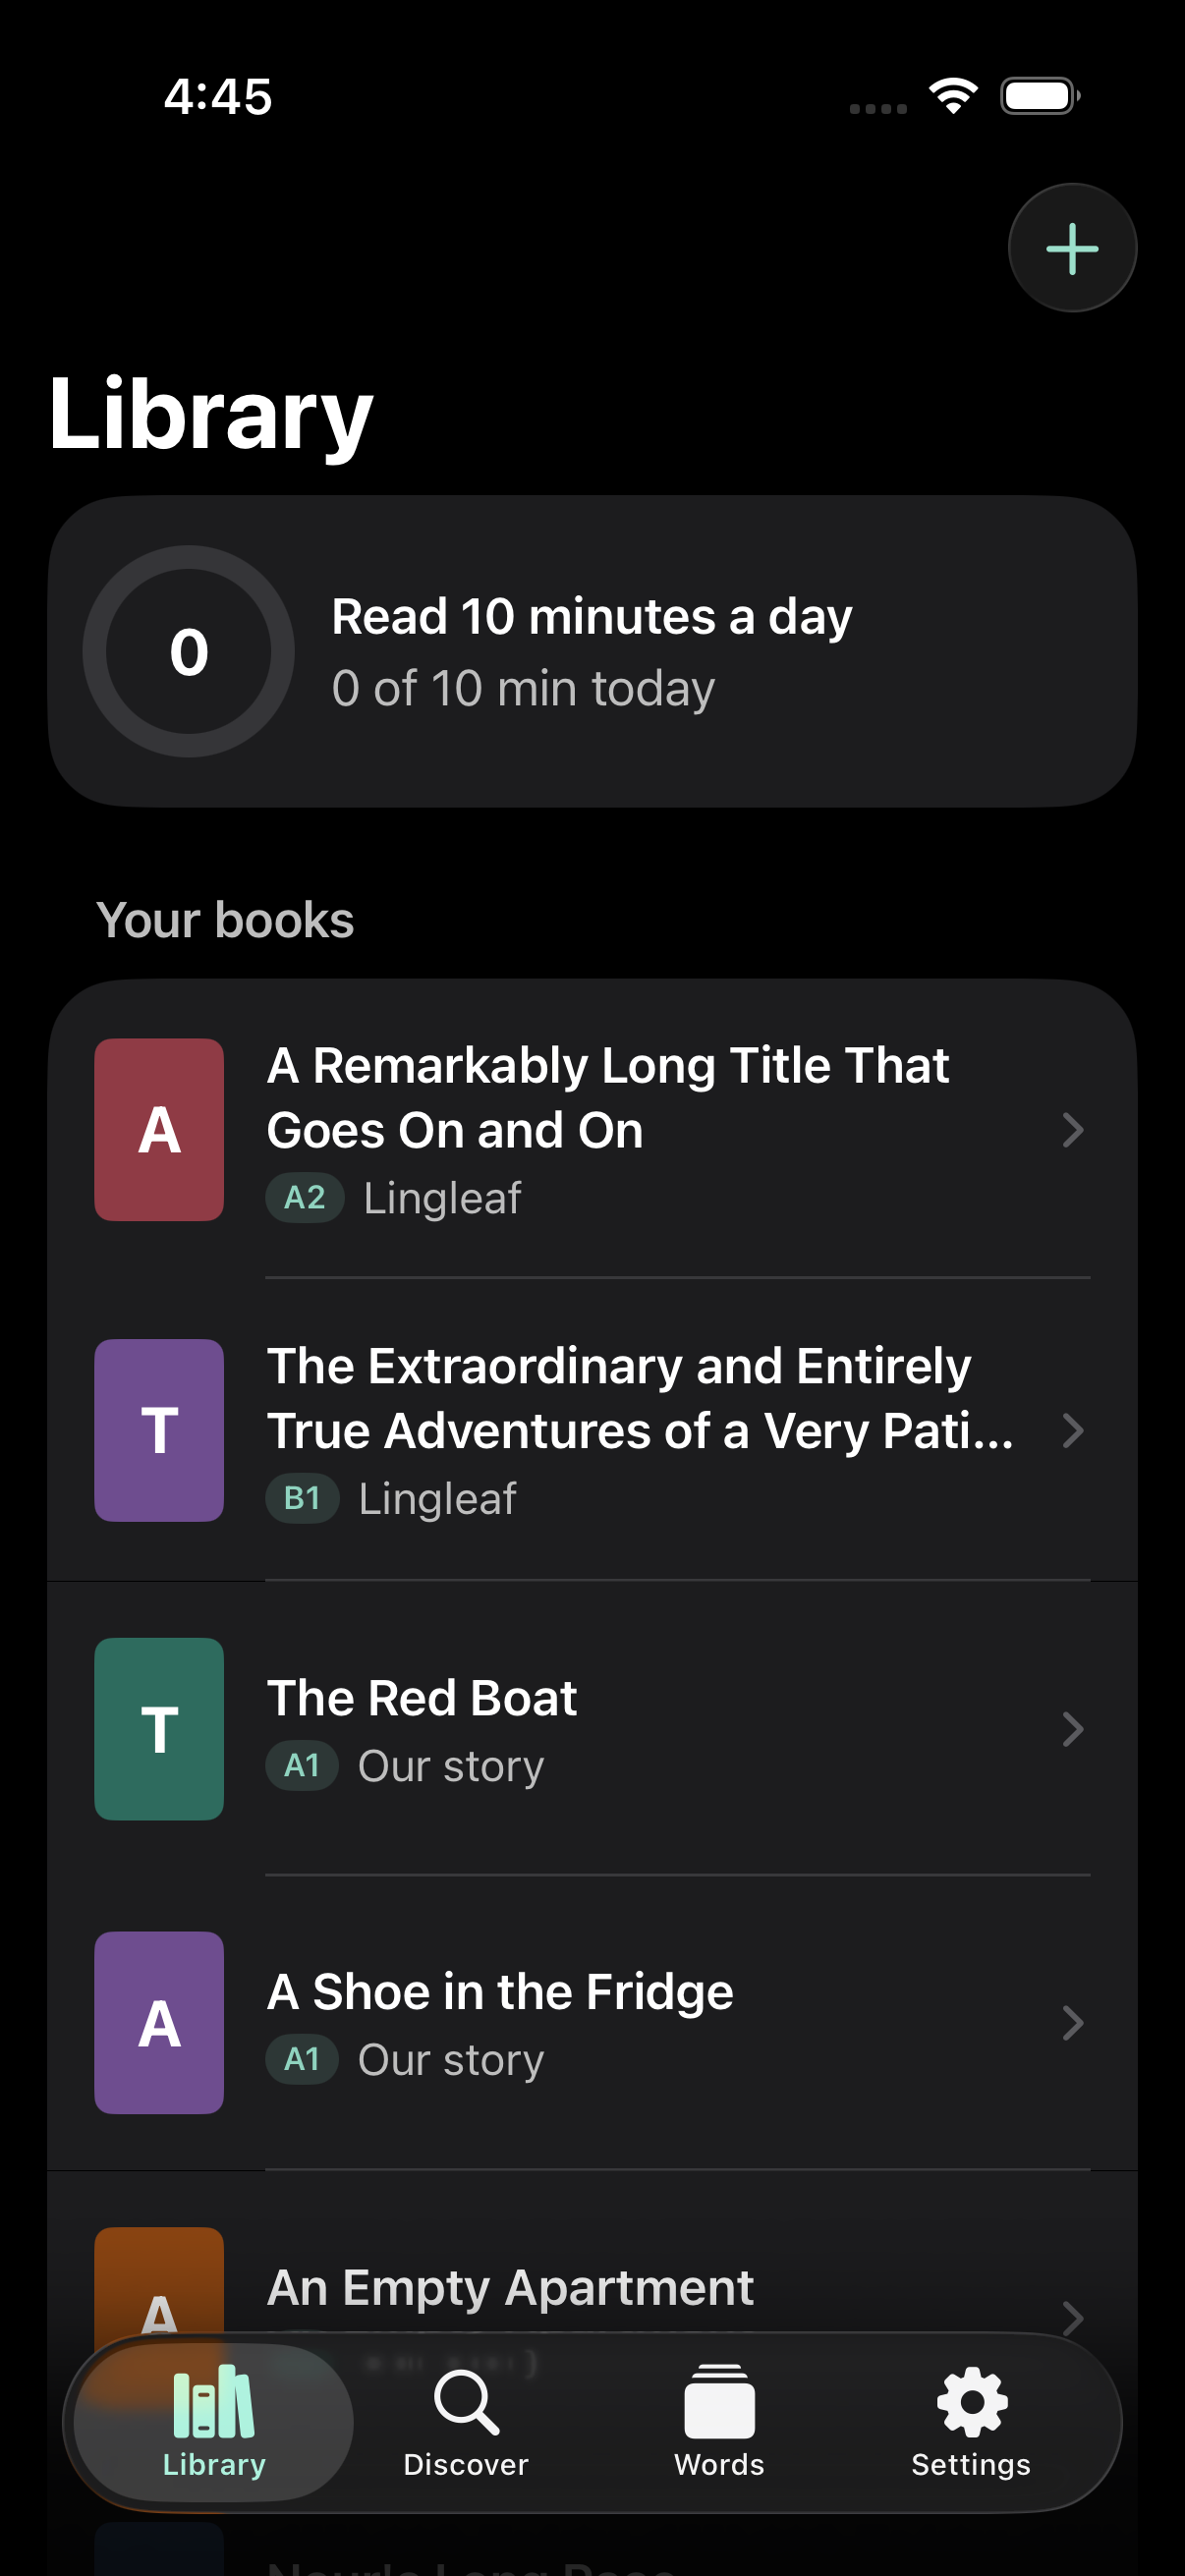 4:45
Library
0
Read 10 minutes a day
0 of 10 min today
Your books
A
A Remarkably Long Title That
Goes On and On
A2 Lingleaf
T
The Extraordinary and Entirely
True Adventures of a Very Pati...
B1 Lingleaf
T
The Red Boat
A1 Our story
A
A Shoe in the Fridge
A1 Our story
A
An Empty Apartment
Library
Discover
Words
Settings